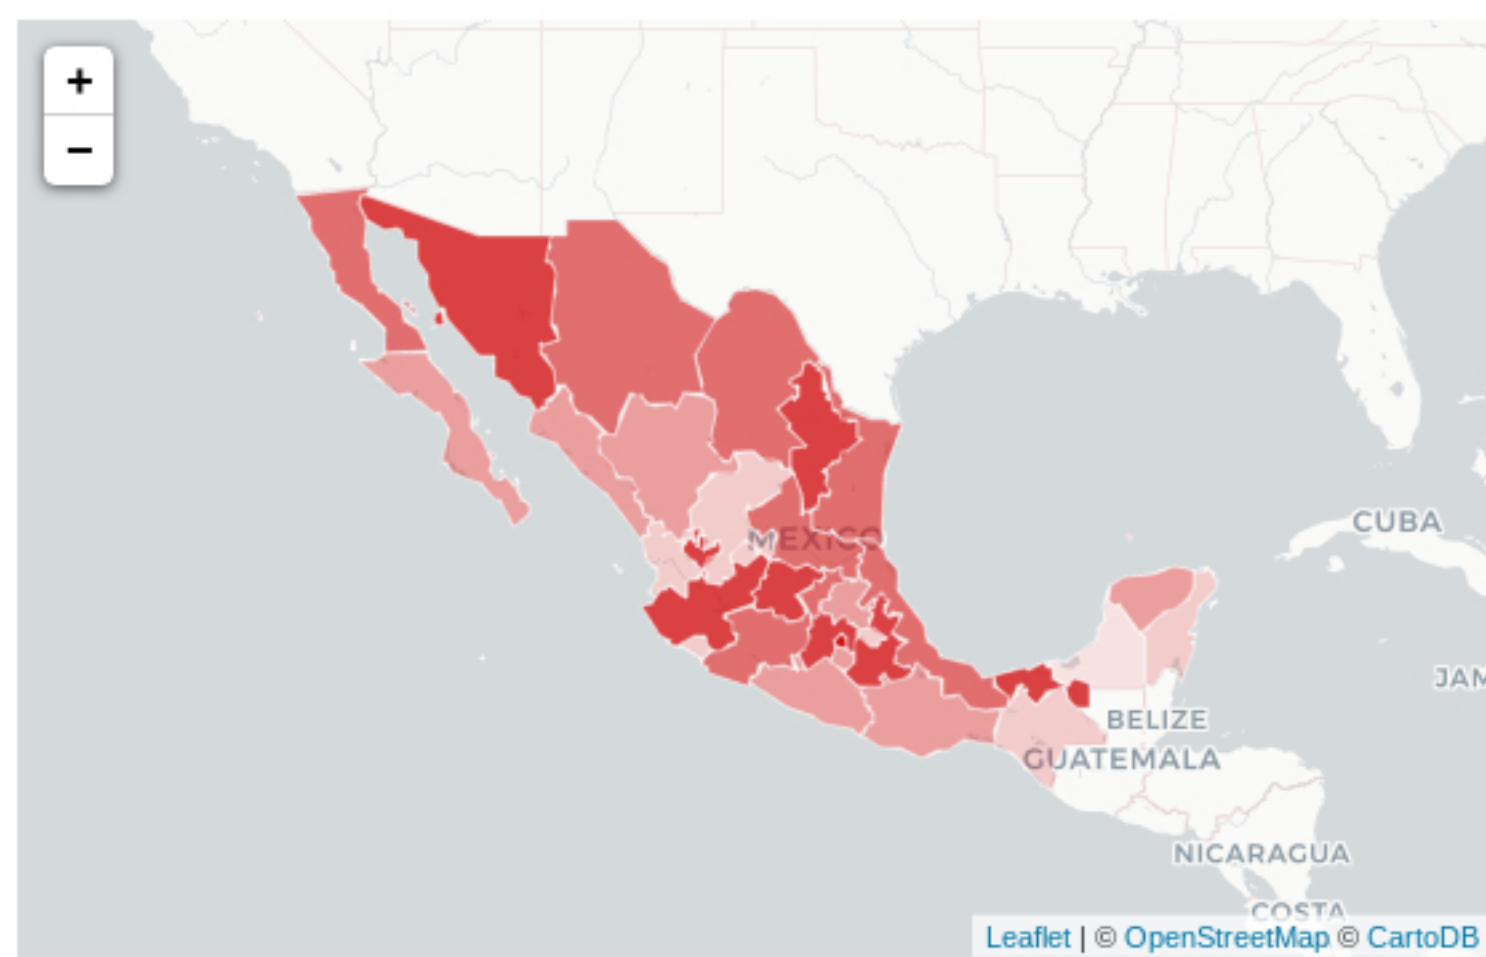 +
−
MEXICO
CUBA
JAM
BELIZE
GUATEMALA
NICARAGUA
COSTA
Leaflet | © OpenStreetMap © CartoDB